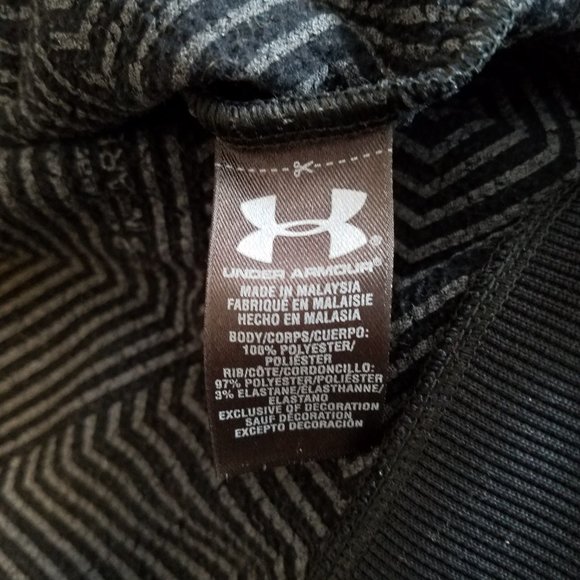 UNDER ARMOUR®
MADE IN MALAYSIA
FABRIQUÉ EN MALAISIE
HECHO EN MALASIA
BODY/CORPS/CUERPO:
100% POLYESTER/
POLIÉSTER
RIB/CÔTE/CORDONCILLO:
97% POLYESTER/POLIÉSTER
3% ELASTANE/ÉLASTHANNE/
ELASTANO
EXCLUSIVE OF DECORATION
SAUF DÉCORATION
EXCEPTO DECORACIÓN